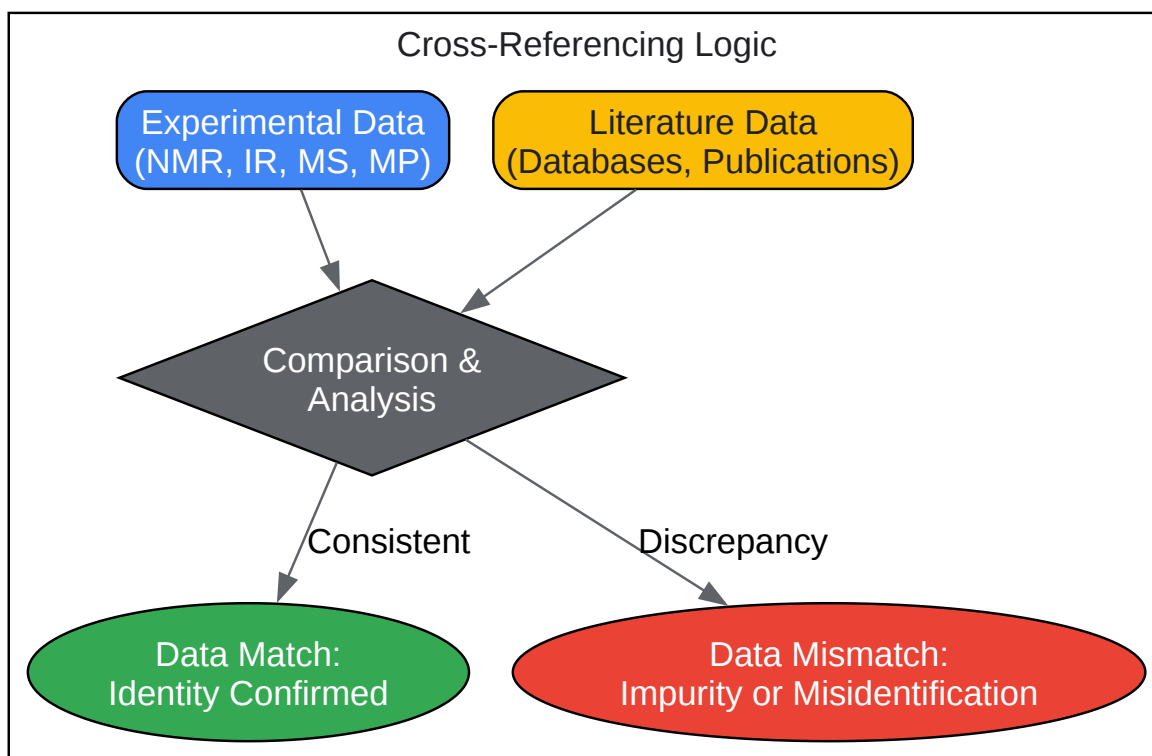 Cross-Referencing Logic
Experimental Data
(NMR, IR, MS, MP)
Literature Data
(Databases, Publications)
Comparison &
Analysis
Consistent
Discrepancy
Data Match:
Identity Confirmed
Data Mismatch:
Impurity or Misidentification